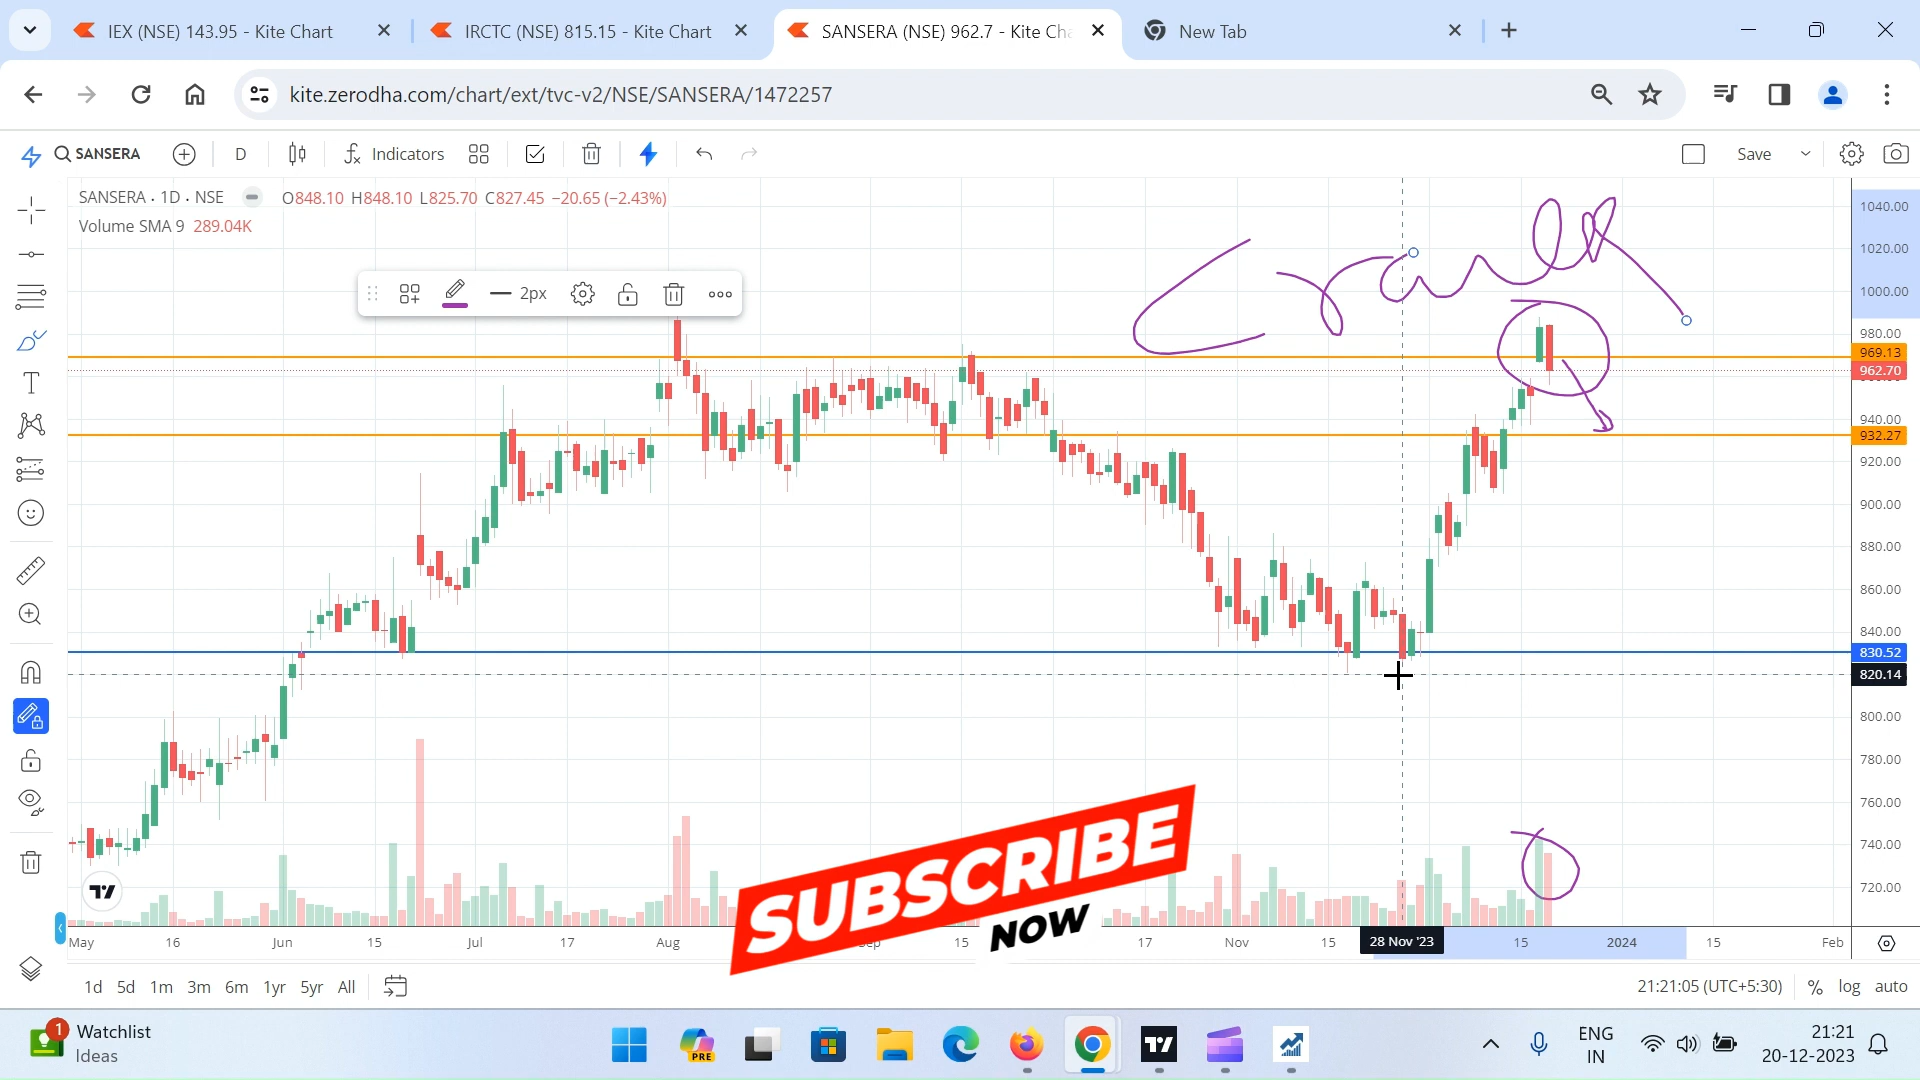 IEX (NSE) 143.95 - Kite Chart
IRCTC (NSE) 815.15 - Kite Chart
SANSERA (NSE) 962.7 - Kite Cha
New Tab
kite.zerodha.com/chart/ext/tvc-v2/NSE/SANSERA/1472257
SANSERA
D
Indicators
Save
SANSERA · 1D · NSE
O848.10 H848.10 L825.70 C827.45 −20.65 (−2.43%)
Volume SMA 9 289.04K
2px
1040.00
1020.00
1000.00
980.00
969.13
962.70
940.00
932.27
920.00
900.00
880.00
860.00
840.00
830.52
820.14
800.00
780.00
760.00
740.00
720.00
SUBSCRIBE
NOW
May 16 Jun 15 Jul 17 Aug 15 17 Nov 15 28 Nov '23 15 2024 15 Feb
1d 5d 1m 3m 6m 1yr 5yr All
21:21:05 (UTC+5:30) % log auto
1
Watchlist
Ideas
PRE
ENG
IN
21:21
20-12-2023